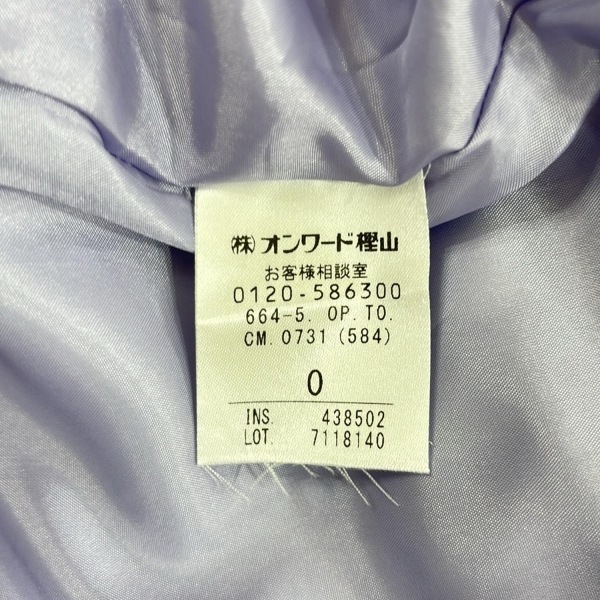 ㈱オンワード樫山
お客様相談室
0120-586300
664-5. OP. TO.
CM. 0731 (584)
0
INS. 438502
LOT. 7118140